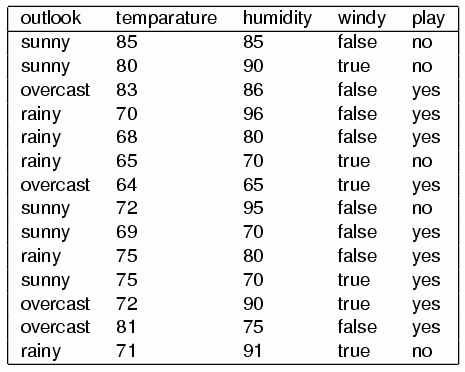 outlook temparature humidity windy play
sunny 85 85 false no
sunny 80 90 true no
overcast 83 86 false yes
rainy 70 96 false yes
rainy 68 80 false yes
rainy 65 70 true no
overcast 64 65 true yes
sunny 72 95 false no
sunny 69 70 false yes
rainy 75 80 false yes
sunny 75 70 true yes
overcast 72 90 true yes
overcast 81 75 false yes
rainy 71 91 true no